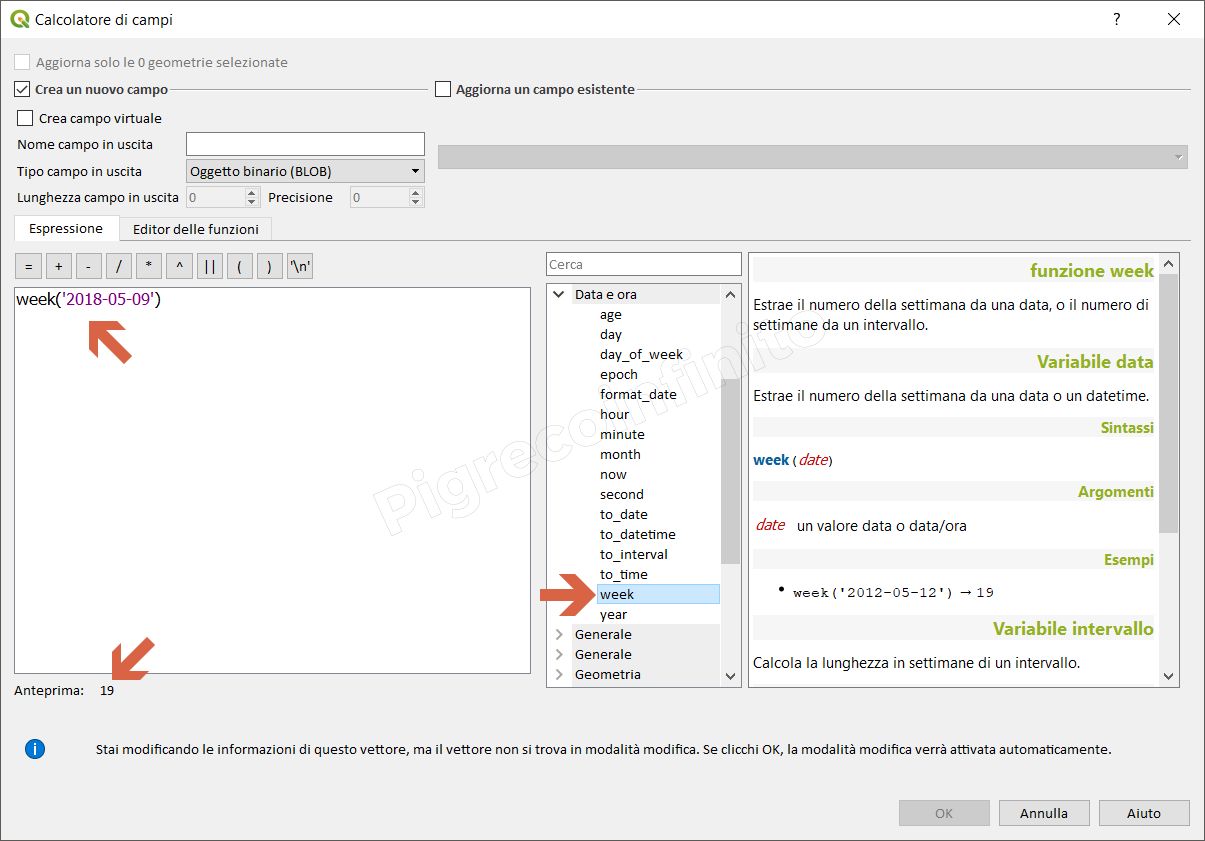 Calcolatore di campi
?
Aggiorna solo le 0 geometrie selezionate
Crea un nuovo campo
Aggiorna un campo esistente
Crea campo virtuale
Nome campo in uscita
Tipo campo in uscita Oggetto binario (BLOB)
Lunghezza campo in uscita 0 Precisione 0
Espressione Editor delle funzioni
= + - / * ^ || ( ) '\n'
week('2018-05-09')
Anteprima: 19
Cerca
Data e ora
age
day
day_of_week
epoch
format_date
hour
minute
month
now
second
to_date
to_datetime
to_interval
to_time
week
year
Generale
Generale
Geometria
funzione week
Estrae il numero della settimana da una data, o il numero di
settimane da un intervallo.
Variabile data
Estrae il numero della settimana da una data o un datetime.
Sintassi
week (date)
Argomenti
date un valore data o data/ora
Esempi
• week('2012-05-12') → 19
Variabile intervallo
Calcola la lunghezza in settimane di un intervallo.
Pigrecoinfinito
Stai modificando le informazioni di questo vettore, ma il vettore non si trova in modalità modifica. Se clicchi OK, la modalità modifica verrà attivata automaticamente.
OK Annulla Aiuto